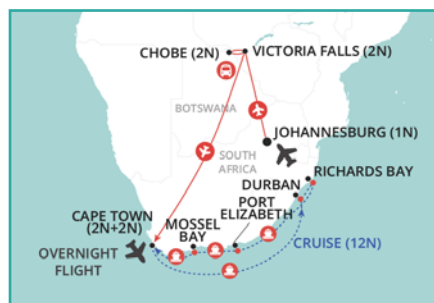 CHOBE (2N)
VICTORIA FALLS (2N)
BOTSWANA
JOHANNESBURG (1N)
SOUTH
AFRICA
RICHARDS BAY
DURBAN
PORT
ELIZABETH
CAPE TOWN
(2N+2N)
MOSSEL
BAY
CRUISE (12N)
OVERNIGHT
FLIGHT